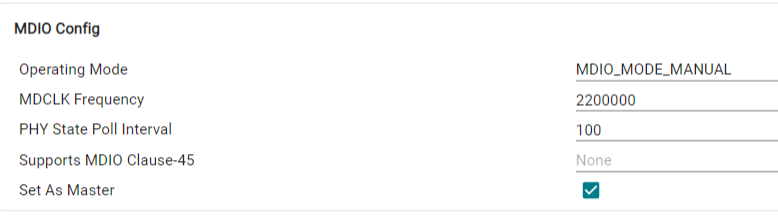 MDIO Config
Operating Mode MDIO_MODE_MANUAL
MDCLK Frequency 2200000
PHY State Poll Interval 100
Supports MDIO Clause-45 None
Set As Master